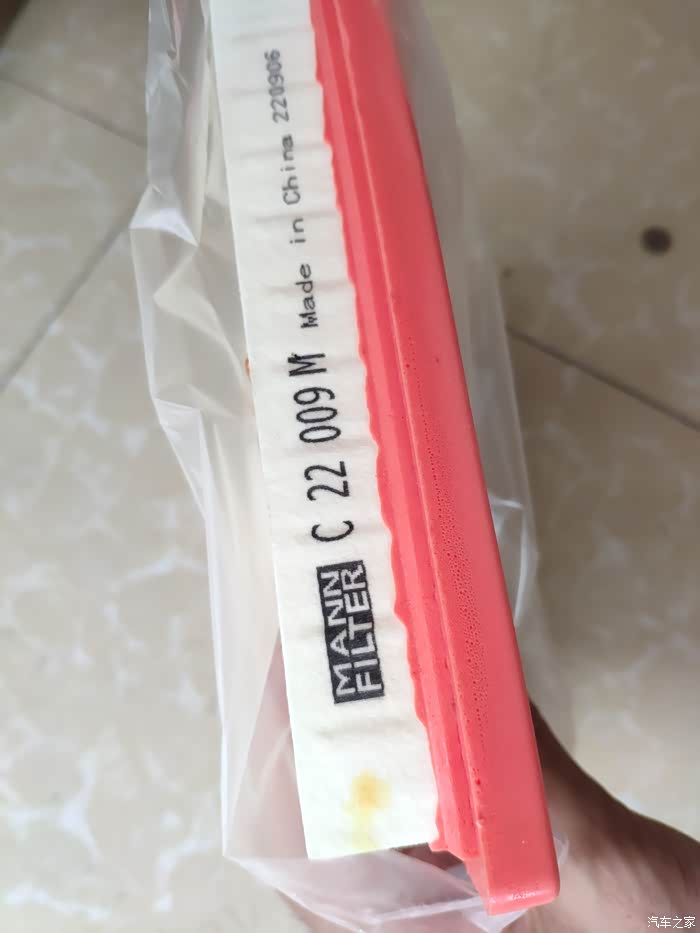 MANN
FILTER
C 22 009 M Made in China 220906
汽车之家